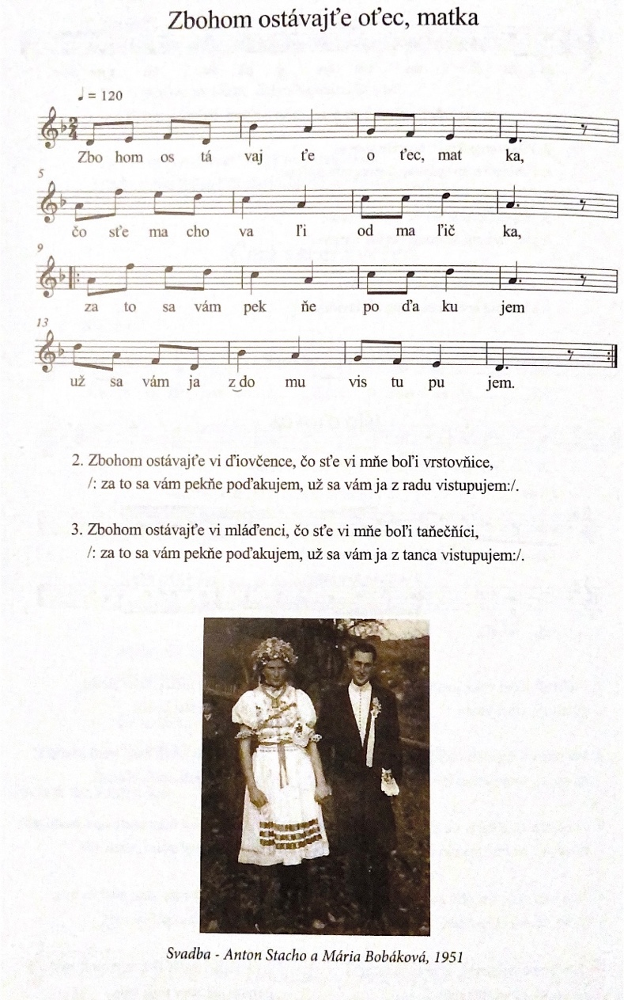 Zbohom ostávajťe oťec, matka
♩ = 120
2
4
Zbo hom os tá vaj ťe o ťec, mat ka,
5
čo sťe ma cho va ľi od ma ľič ka,
9
za to sa vám pek ňe po ďa ku jem
13
už sa vám ja z do mu vis tu pu jem.
2. Zbohom ostávajťe vi ďiovčence, čo sťe vi mňe boľi vrstovňice,
/: za to sa vám pekňe poďakujem, už sa vám ja z radu vistupujem:/.
3. Zbohom ostávajťe vi mláďenci, čo sťe vi mňe boľi taňečňíci,
/: za to sa vám pekňe poďakujem, už sa vám ja z tanca vistupujem:/.
Svadba - Anton Stacho a Mária Bobáková, 1951